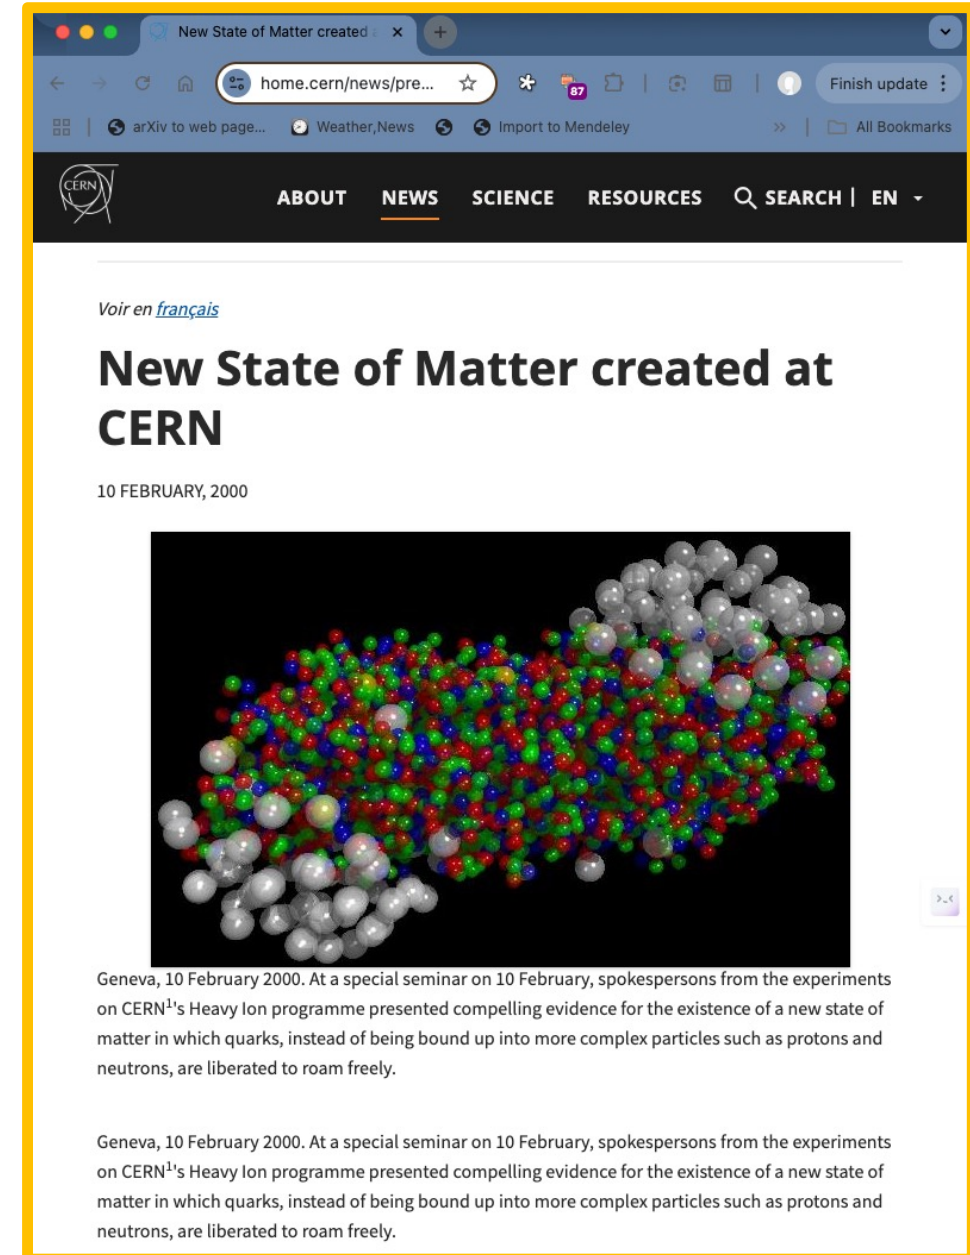 New State of Matter created a
home.cern/news/pre...
87
Finish update
arXiv to web page...
Weather,News
Import to Mendeley
»
All Bookmarks
CERN
ABOUT
NEWS
SCIENCE
RESOURCES
SEARCH |
EN
Voir en français
New State of Matter created at
CERN
10 FEBRUARY, 2000
Geneva, 10 February 2000. At a special seminar on 10 February, spokespersons from the experiments
on CERN¹'s Heavy Ion programme presented compelling evidence for the existence of a new state of
matter in which quarks, instead of being bound up into more complex particles such as protons and
neutrons, are liberated to roam freely.
Geneva, 10 February 2000. At a special seminar on 10 February, spokespersons from the experiments
on CERN¹'s Heavy Ion programme presented compelling evidence for the existence of a new state of
matter in which quarks, instead of being bound up into more complex particles such as protons and
neutrons, are liberated to roam freely.